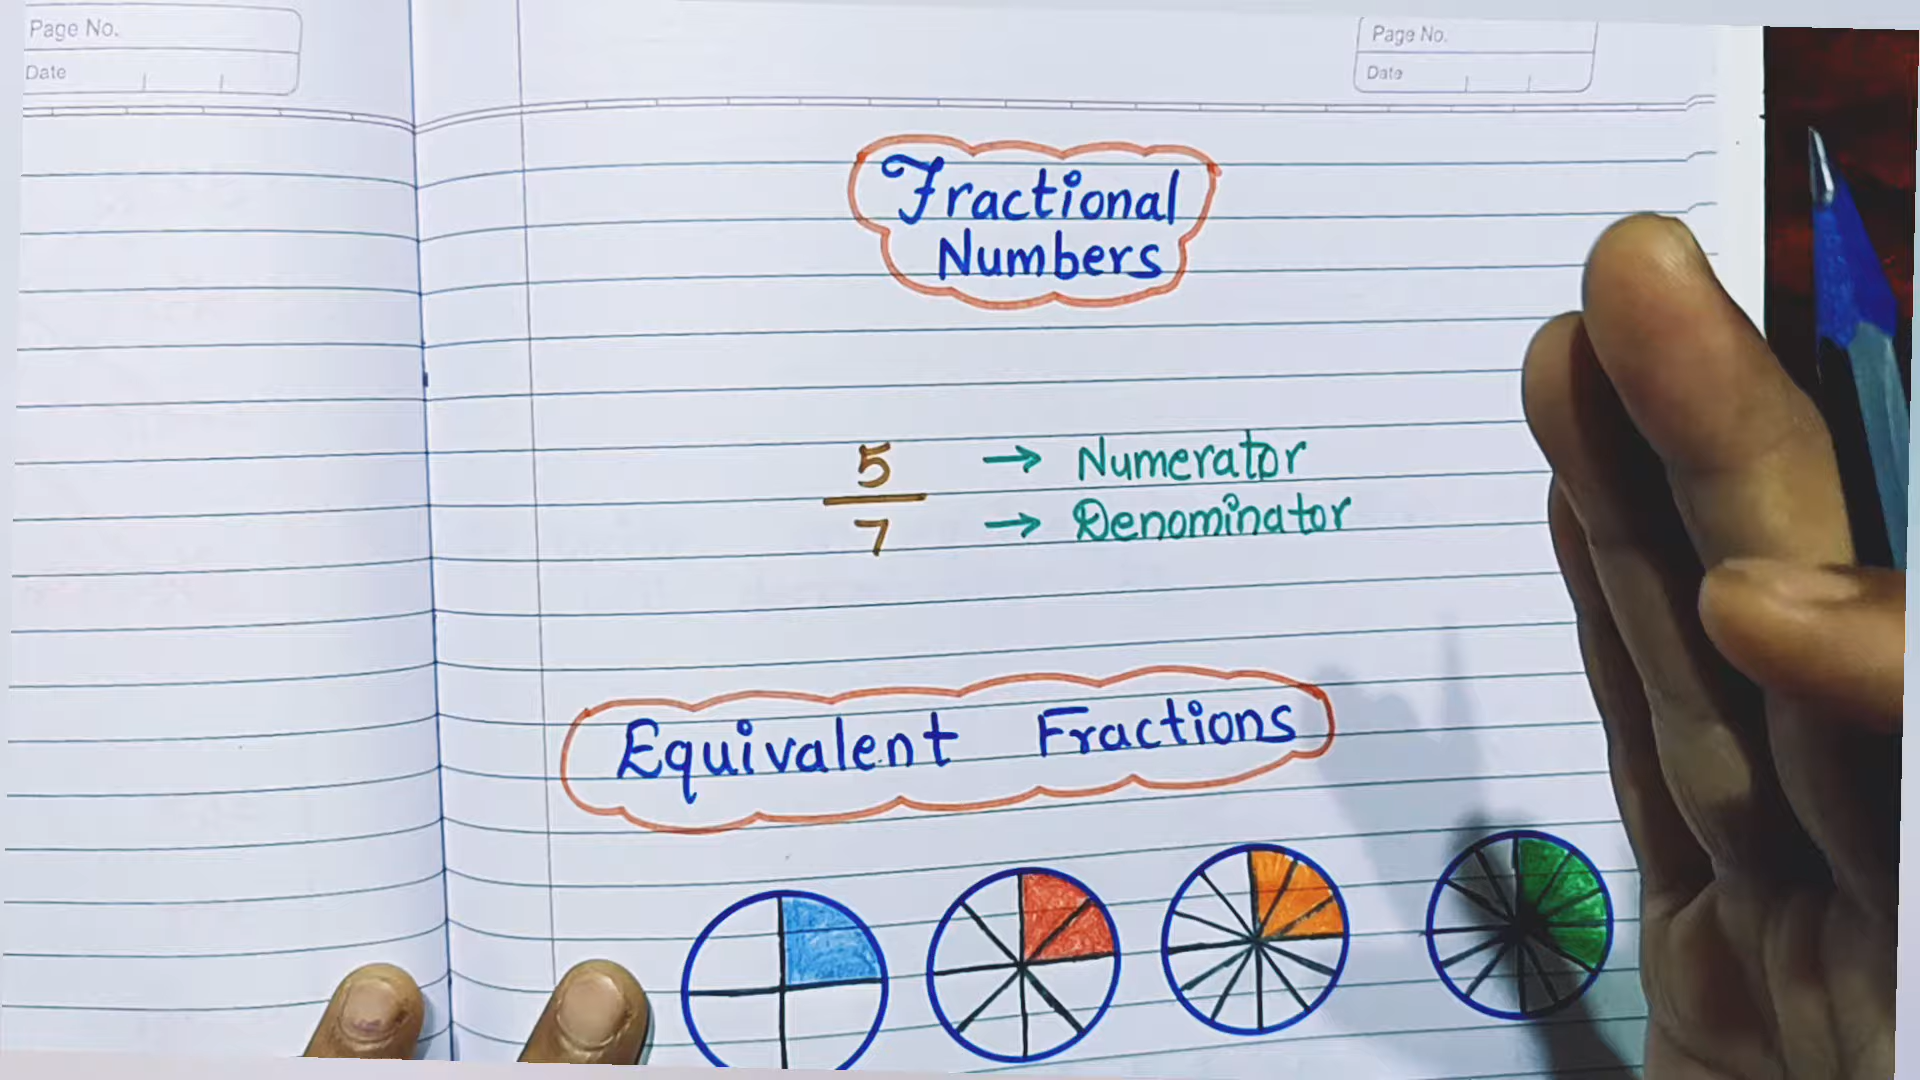 Page No.
Date
Page No.
Date
Fractional
Numbers
5 → Numerator
7 → Denominator
Equivalent Fractions